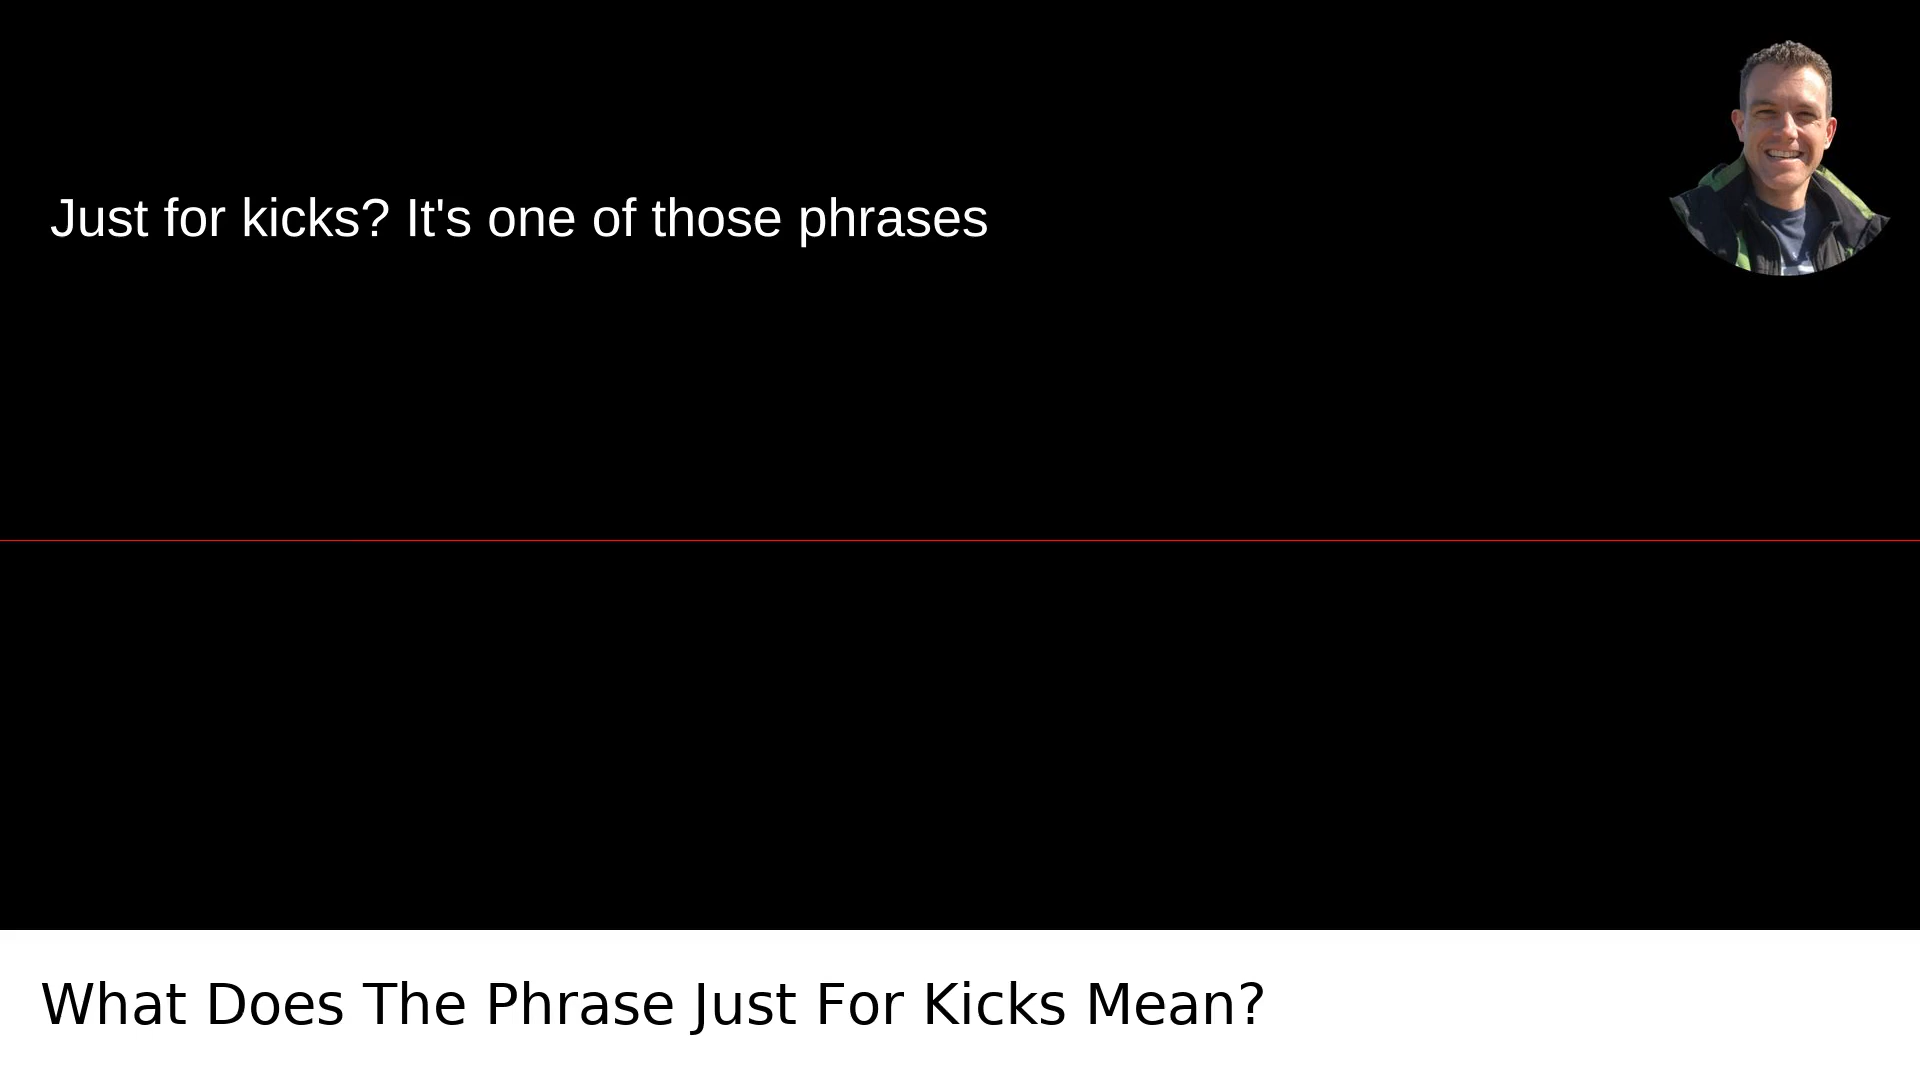 Just for kicks? It's one of those phrases
What Does The Phrase Just For Kicks Mean?